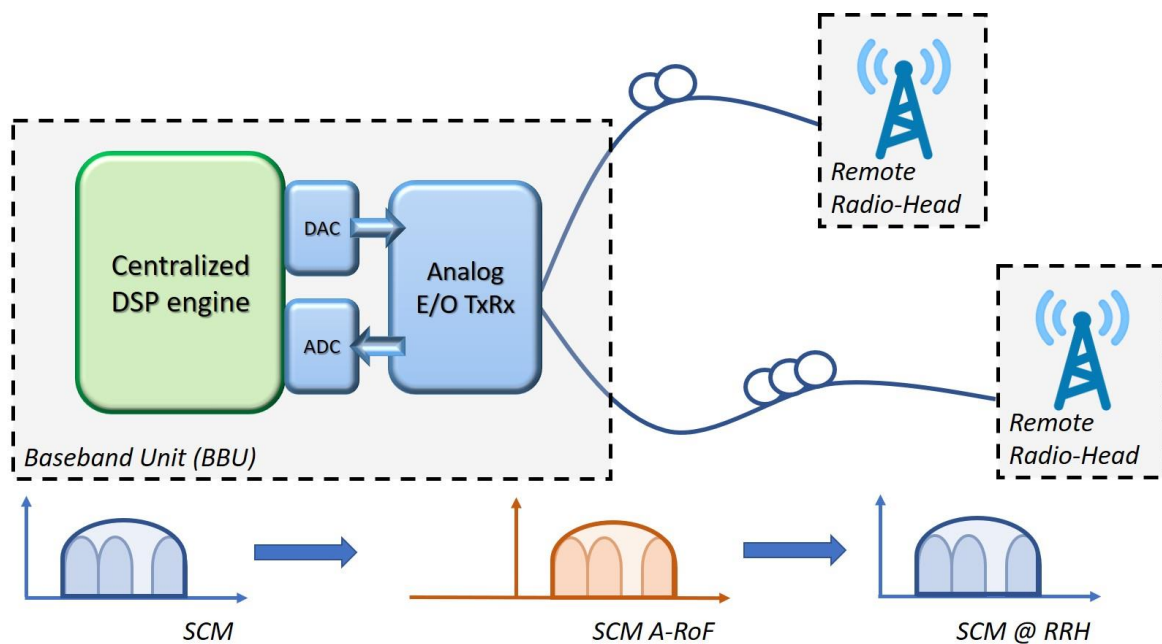 Remote
Radio-Head
Centralized
DSP engine
DAC
ADC
Analog
E/O TxRx
Baseband Unit (BBU)
Remote
Radio-Head
SCM
SCM A-RoF
SCM @ RRH